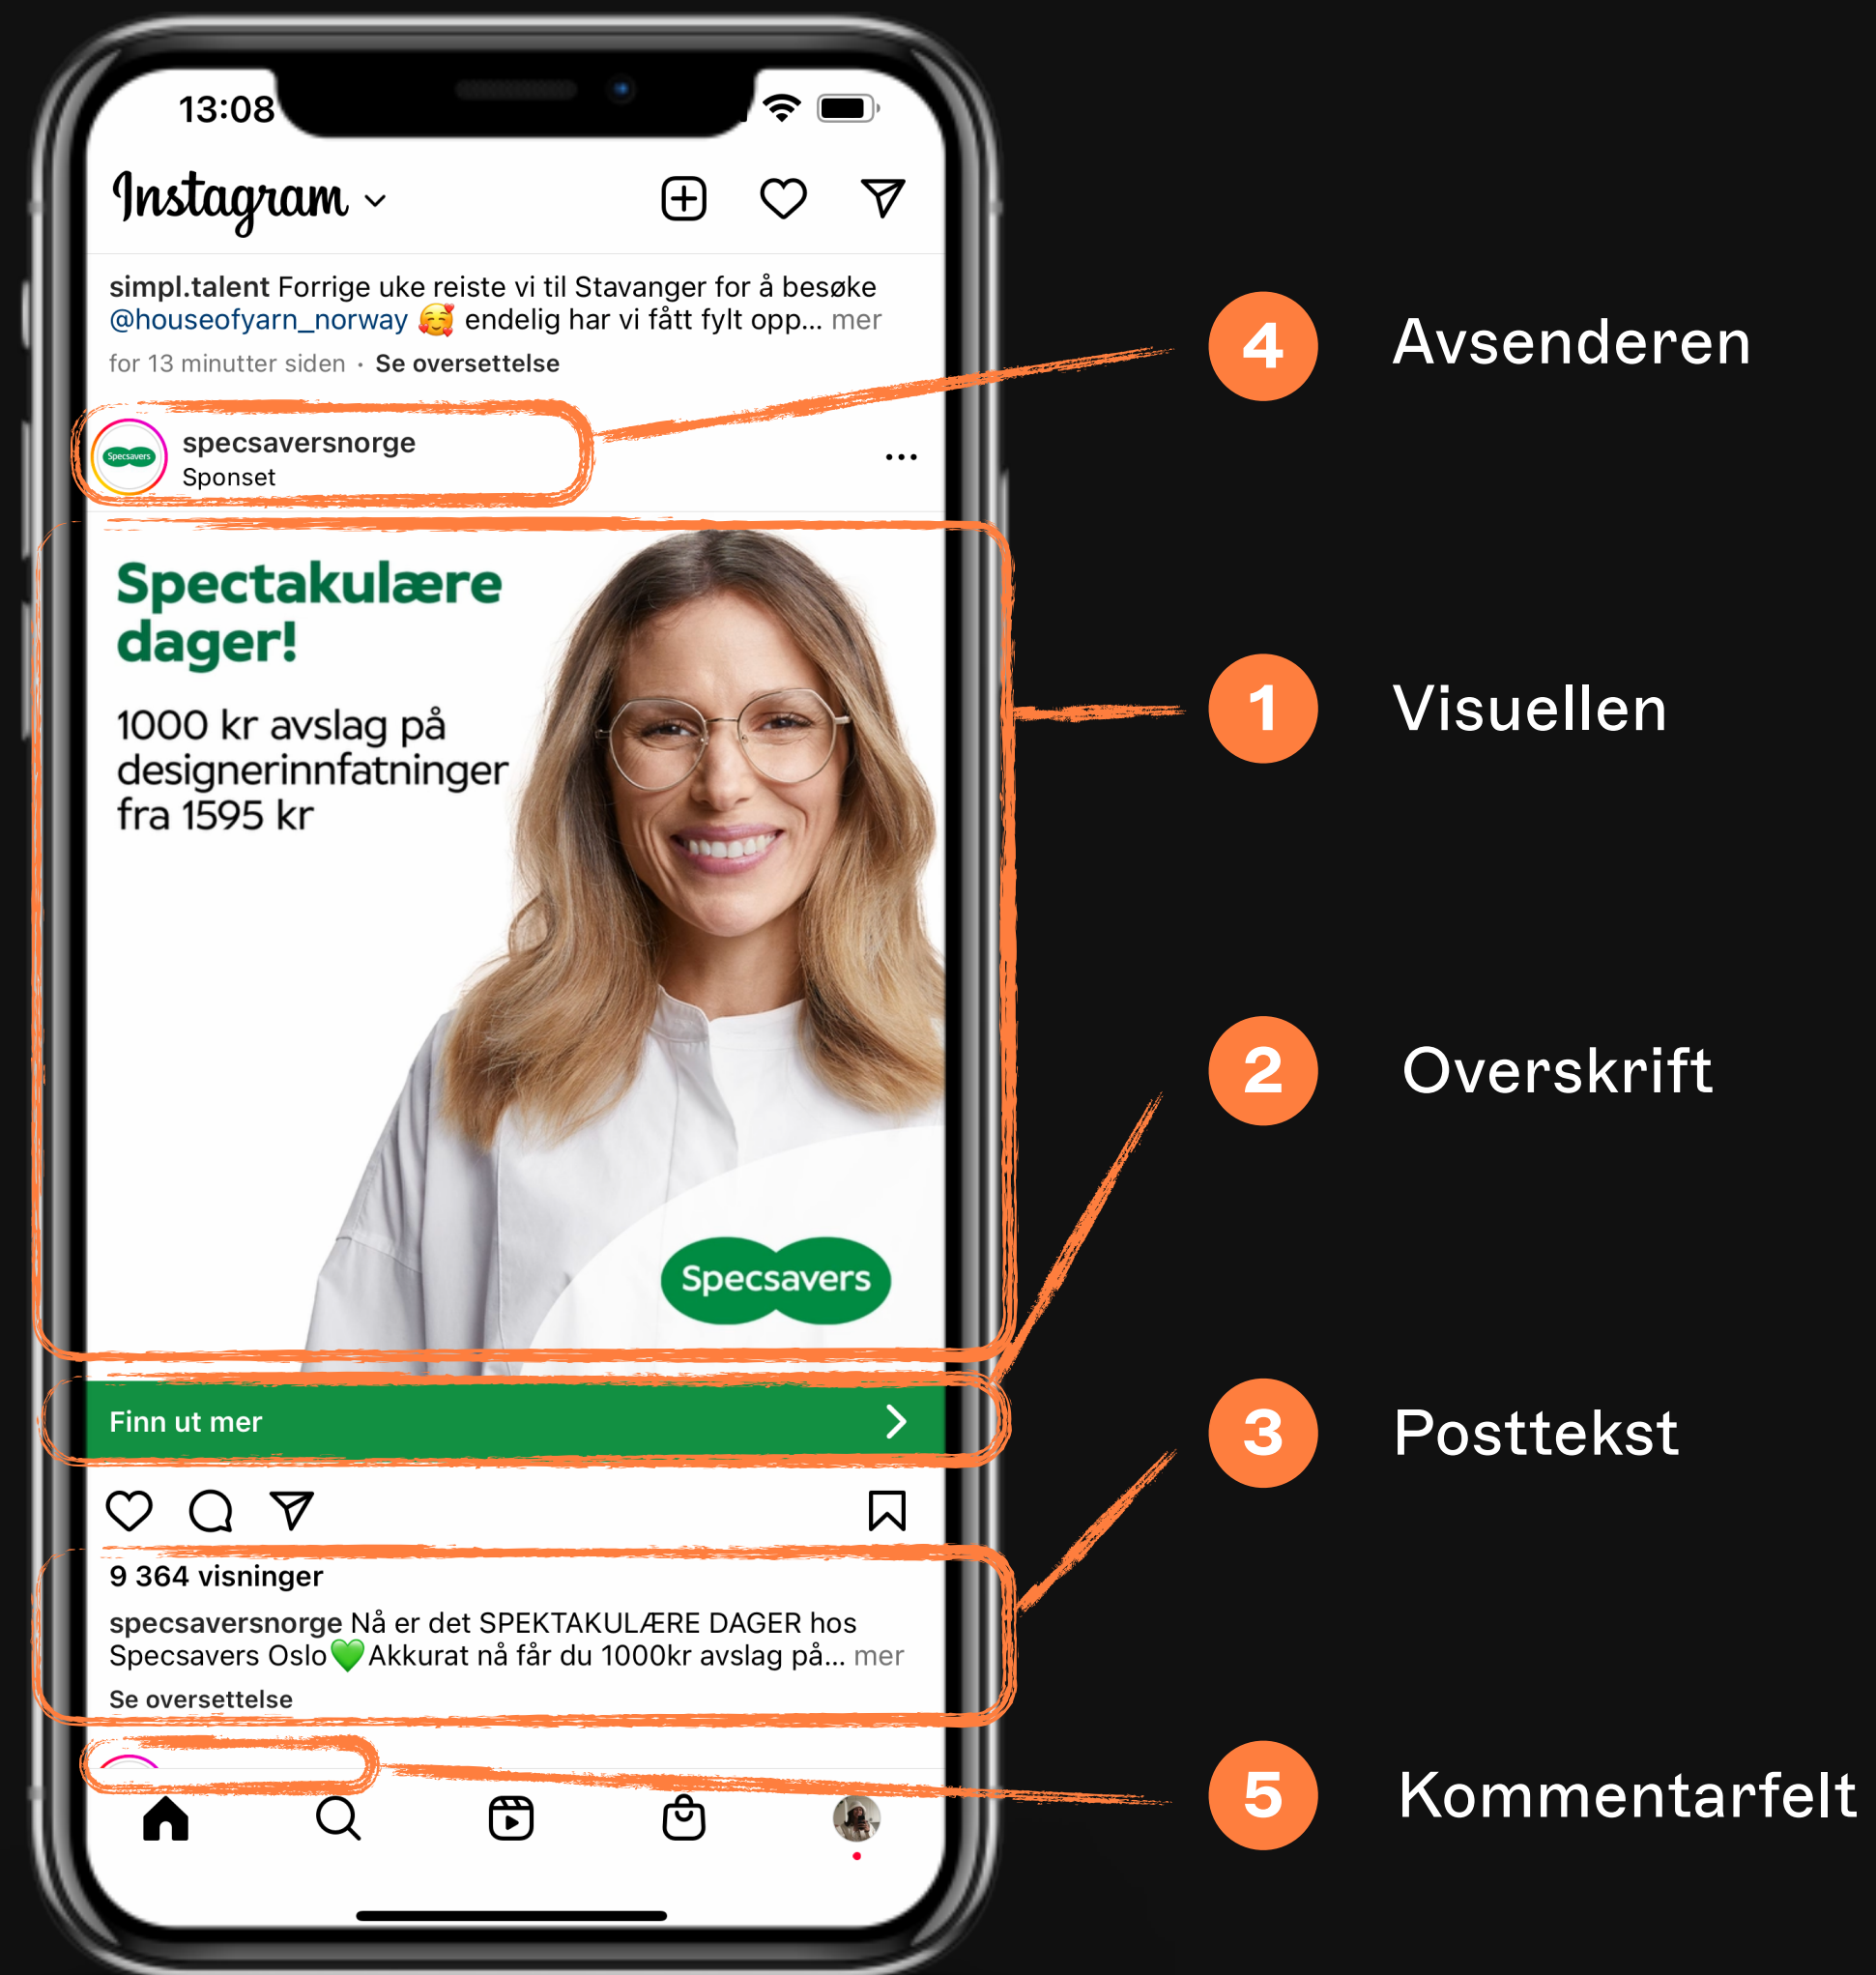 13:08
Instagram
simpl.talent Forrige uke reiste vi til Stavanger for å besøke
@houseofyarn_norway 🥰 endelig har vi fått fylt opp... mer
for 13 minutter siden · Se oversettelse
Specsavers
specsaversnorge
Sponset
Spectakulære
dager!
1000 kr avslag på
designerinnfatninger
fra 1595 kr
Specsavers
Finn ut mer
9 364 visninger
specsaversnorge Nå er det SPEKTAKULÆRE DAGER hos
Specsavers Oslo💚Akkurat nå får du 1000kr avslag på... mer
Se oversettelse
4 Avsenderen
1 Visuellen
2 Overskrift
3 Posttekst
5 Kommentarfelt